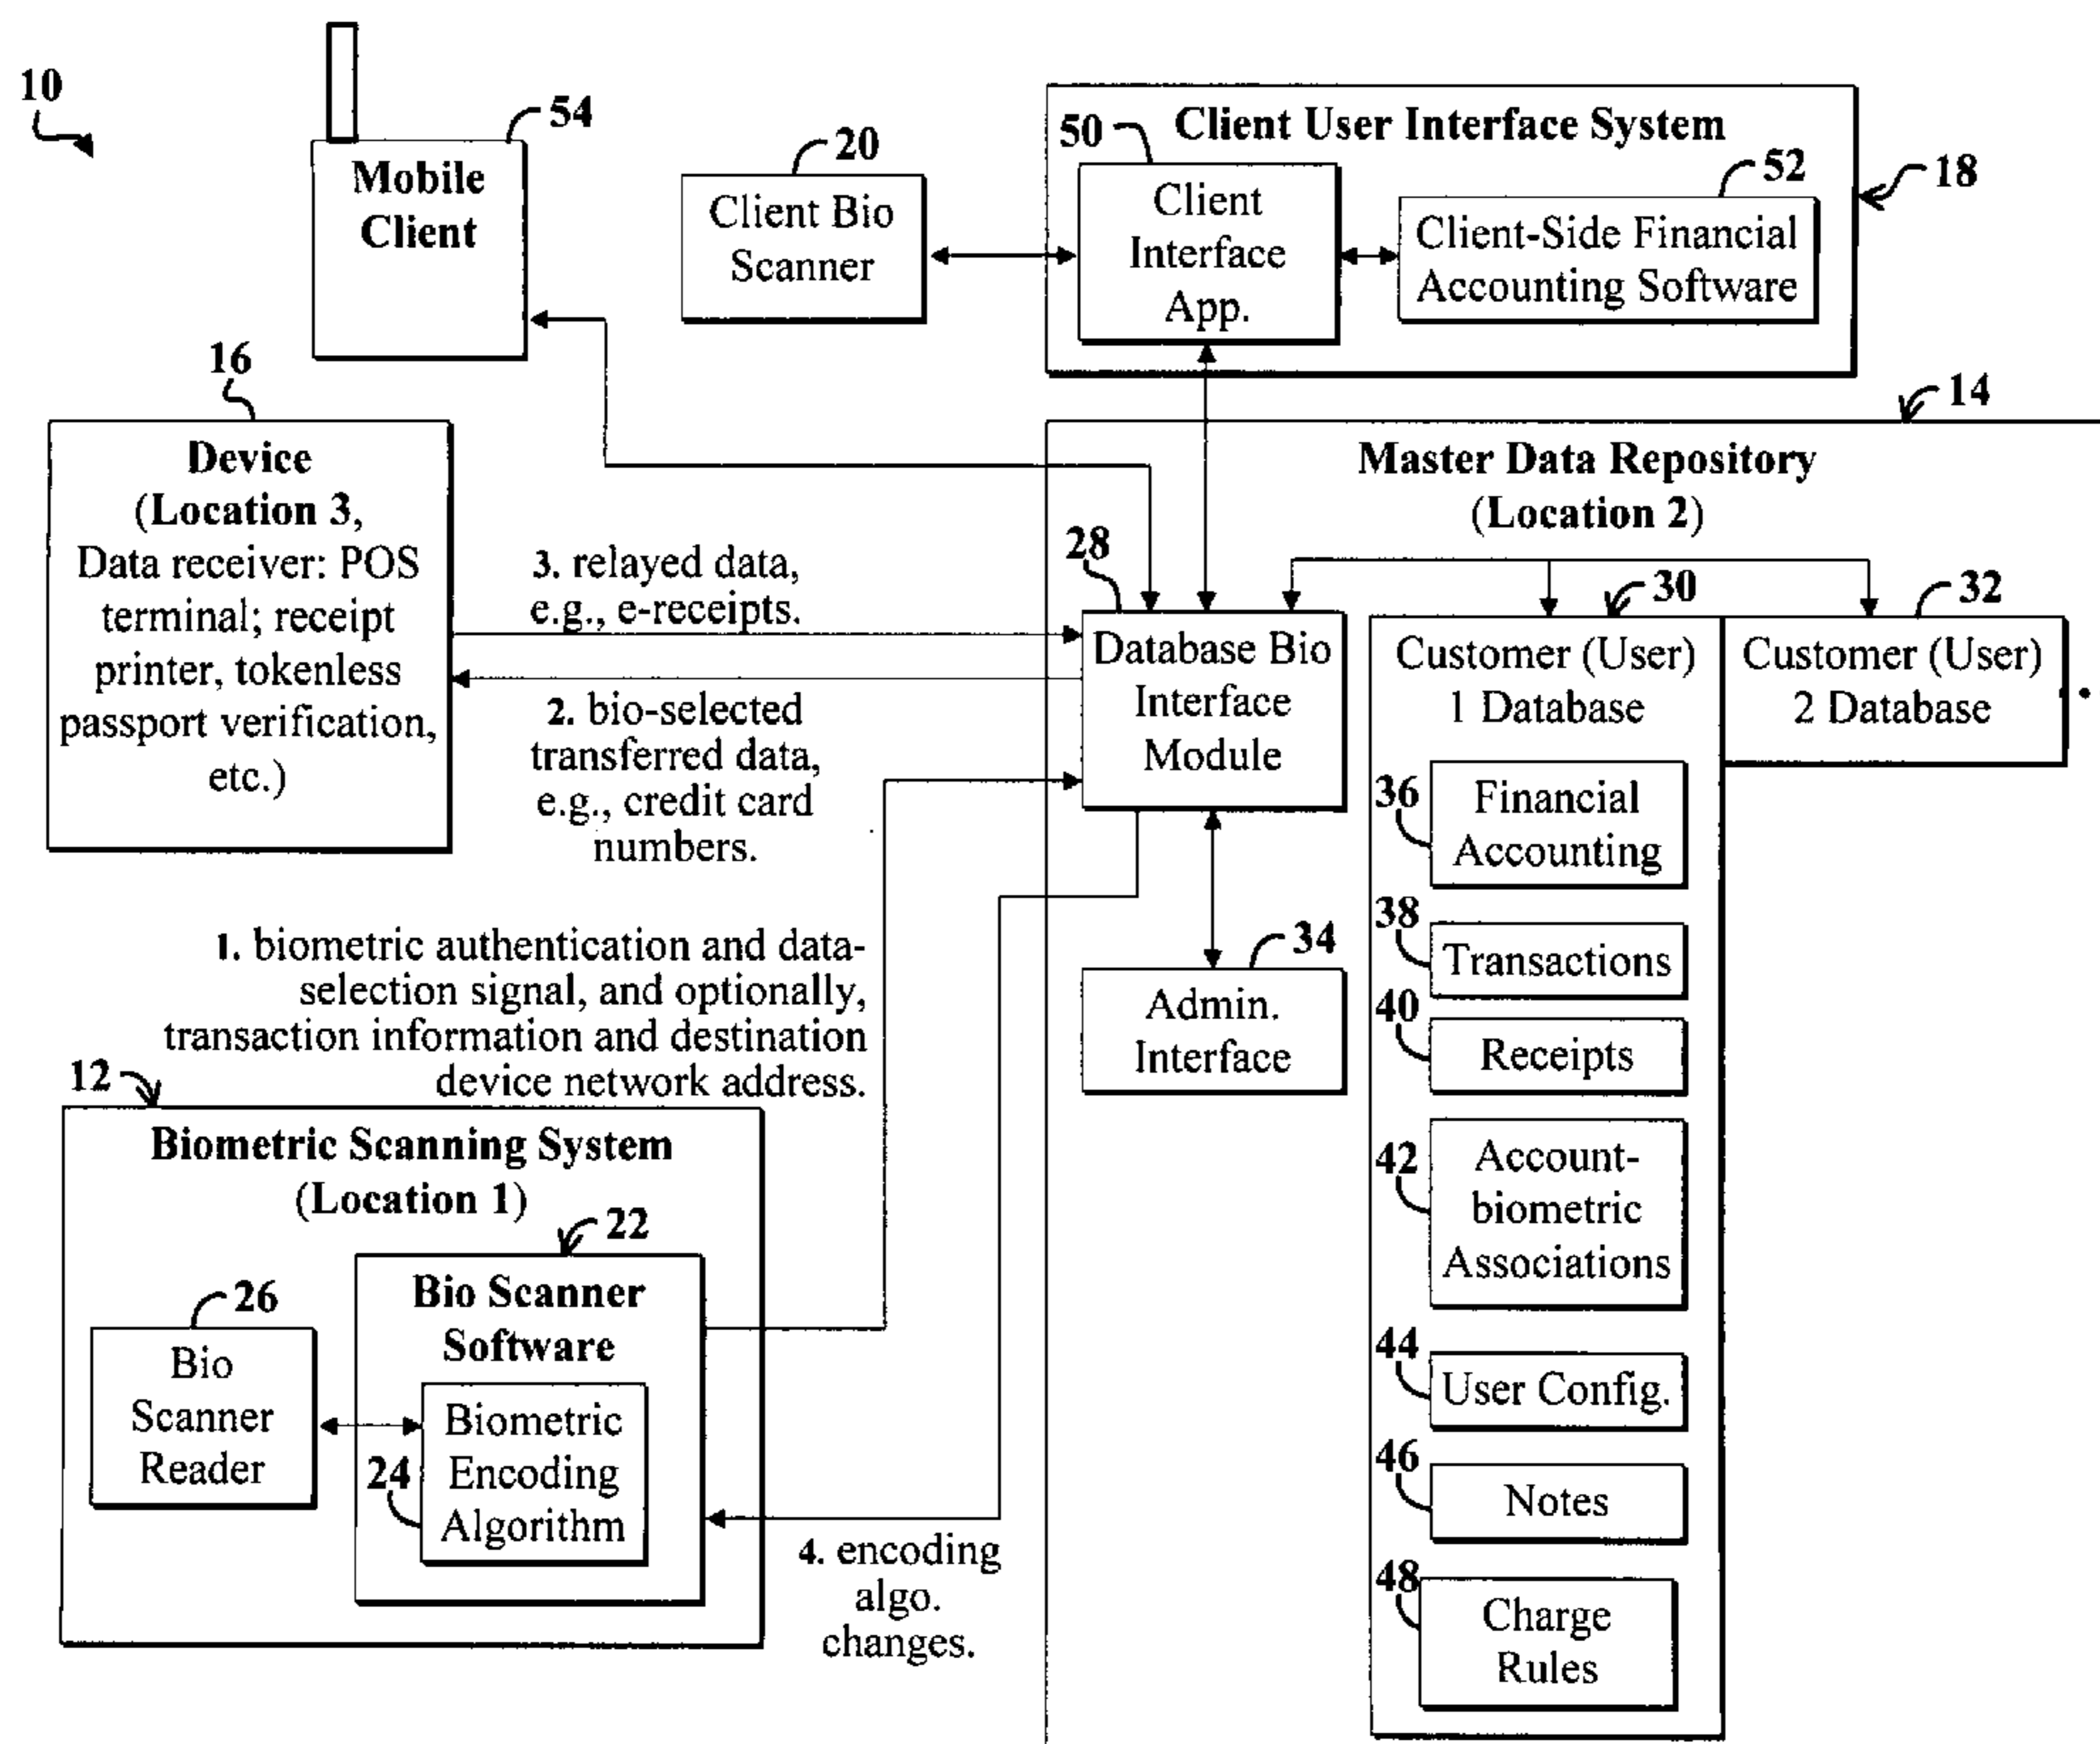 10
54
Mobile
Client
20
Client Bio
Scanner
Client User Interface System
50
Client
Interface
App.
52
Client-Side Financial
Accounting Software
18
16
Device
(Location 3,
Data receiver: POS
terminal; receipt
printer, tokenless
passport verification,
etc.)
3. relayed data,
e.g., e-receipts.
2. bio-selected
transferred data,
e.g., credit card
numbers.
14
Master Data Repository
(Location 2)
28
Database Bio
Interface
Module
30
Customer (User)
1 Database
32
Customer (User)
2 Database
36
Financial
Accounting
38
Transactions
40
Receipts
42
Account-
biometric
Associations
44
User Config.
46
Notes
48
Charge
Rules
34
Admin.
Interface
1. biometric authentication and data-
selection signal, and optionally,
transaction information and destination
device network address.
12
Biometric Scanning System
(Location 1)
22
Bio Scanner
Software
26
Bio
Scanner
Reader
24
Biometric
Encoding
Algorithm
4. encoding
algo.
changes.